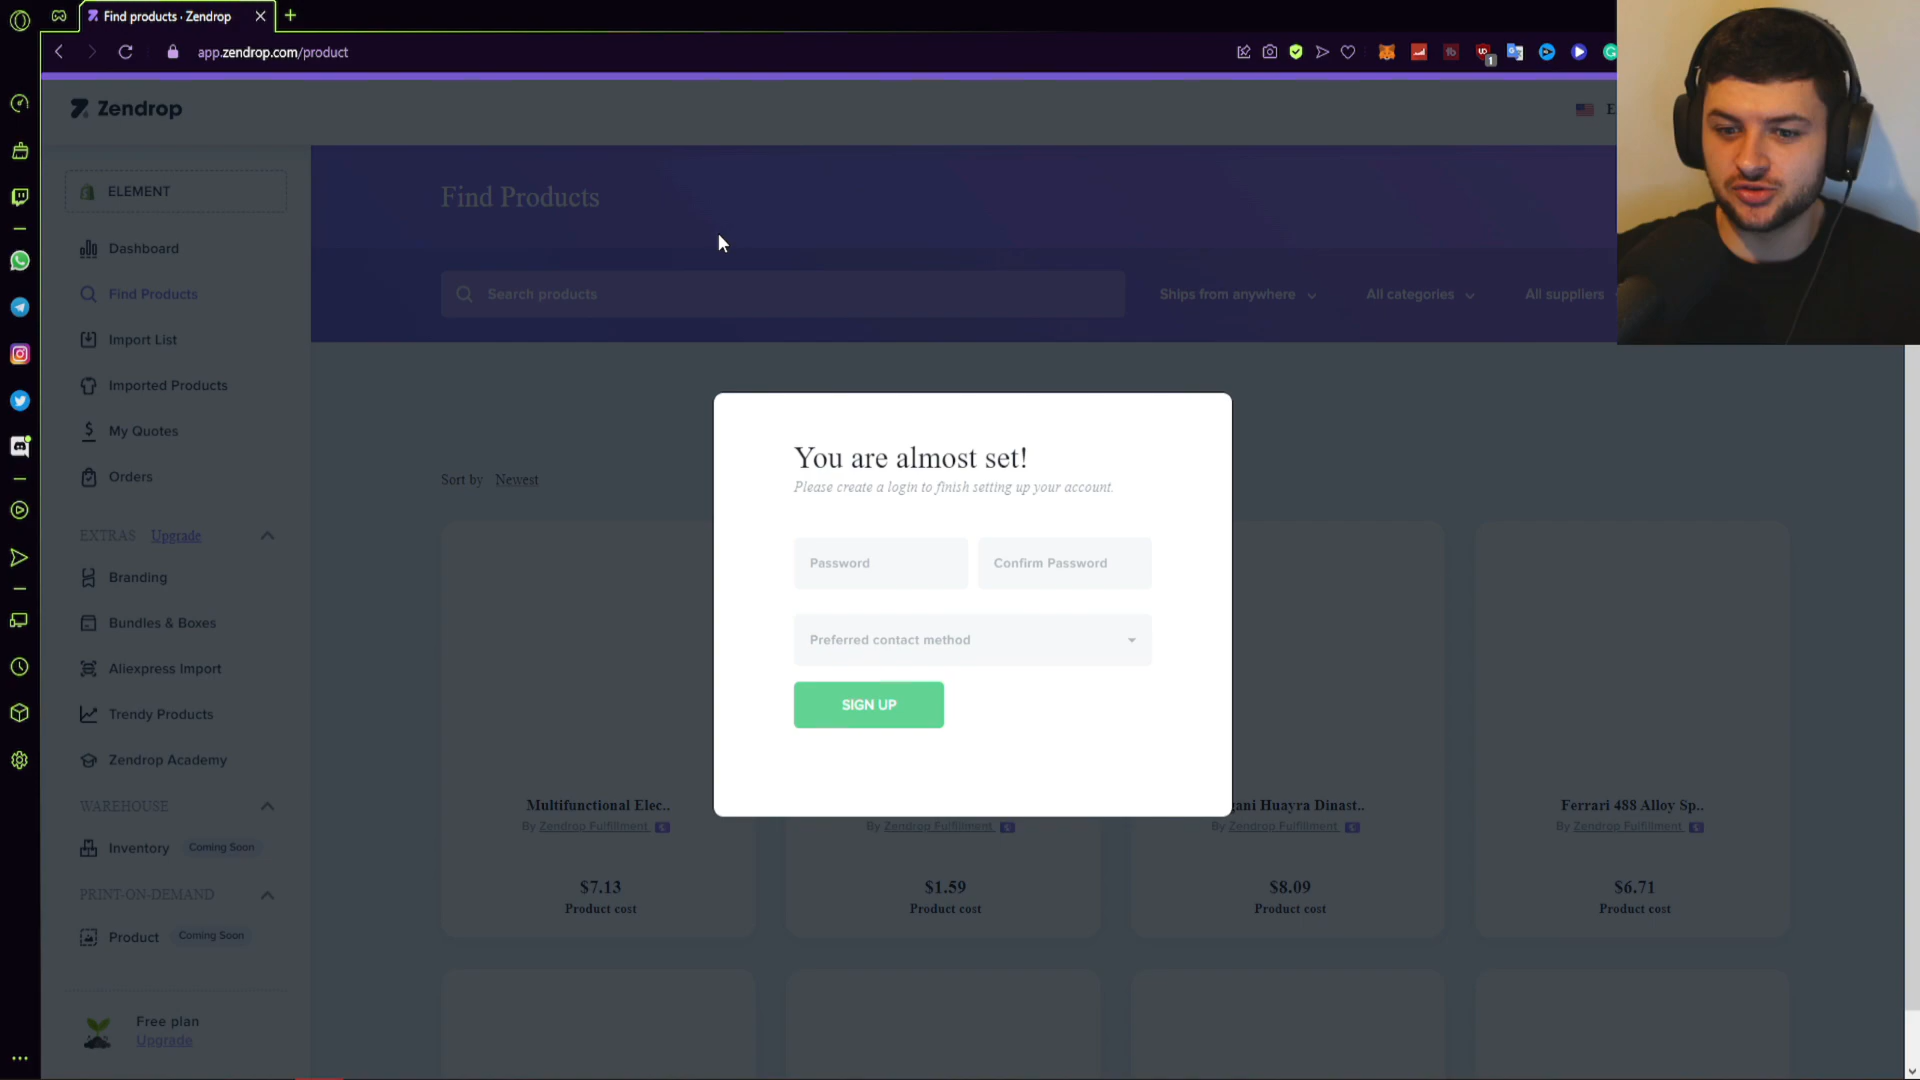 Find products · Zendrop
app.zendrop.com/product
1
Zendrop
ELEMENT
Dashboard
Find Products
Import List
Imported Products
My Quotes
Orders
EXTRAS Upgrade
Branding
Bundles & Boxes
Aliexpress Import
Trendy Products
Zendrop Academy
WAREHOUSE
Inventory Coming Soon
PRINT-ON-DEMAND
Product Coming Soon
Free plan
Upgrade
Find Products
Search products
Ships from anywhere
All categories
All suppliers
Sort by Newest
You are almost set!
Please create a login to finish setting up your account.
Password
Confirm Password
Preferred contact method
SIGN UP
Multifunctional Elec..
By Zendrop Fulfillment
$7.13
Product cost
By Zendrop Fulfillment
$1.59
Product cost
Huayra Dinast..
By Zendrop Fulfillment
$8.09
Product cost
Ferrari 488 Alloy Sp..
By Zendrop Fulfillment
$6.71
Product cost